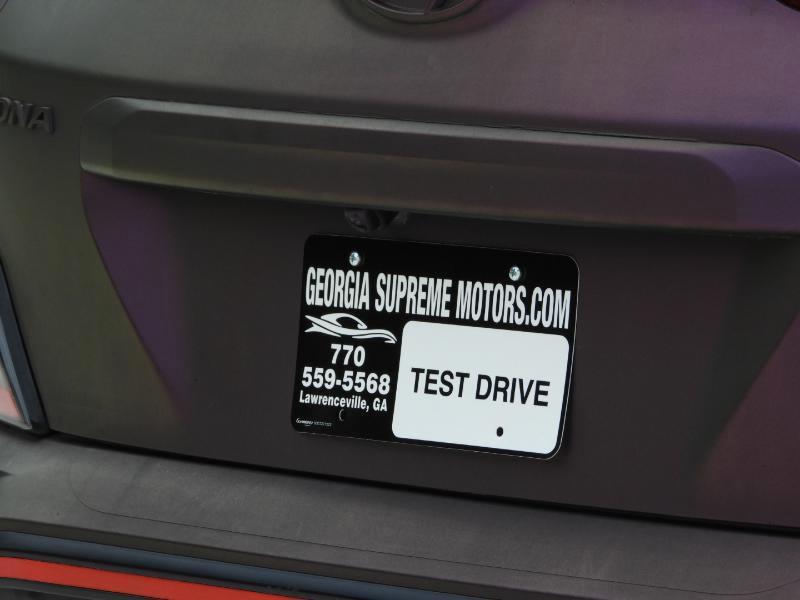 ONA
GEORGIA SUPREME MOTORS.COM
770
559-5568
Lawrenceville, GA
TEST DRIVE